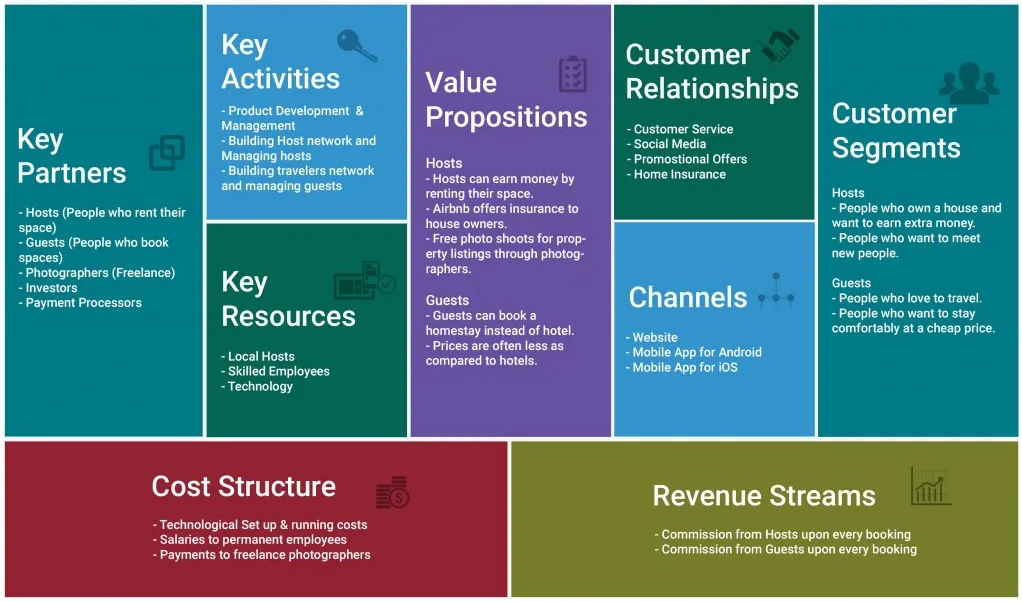 Key
Partners
- Hosts (People who rent their
space)
- Guests (People who book
spaces)
- Photographers (Freelance)
- Investors
- Payment Processors
Key
Activities
- Product Development &
Management
- Building Host network and
Managing hosts
- Building travelers network
and managing guests
Key
Resources
- Local Hosts
- Skilled Employees
- Technology
Value
Propositions
Hosts
- Hosts can earn money by
renting their space.
- Airbnb offers insurance to
house owners.
- Free photo shoots for prop-
erty listings through photog-
raphers.
Guests
- Guests can book a
homestay instead of hotel.
- Prices are often less as
compared to hotels.
Customer
Relationships
- Customer Service
- Social Media
- Promostional Offers
- Home Insurance
Channels
- Website
- Mobile App for Android
- Mobile App for iOS
Customer
Segments
Hosts
- People who own a house and
want to earn extra money.
- People who want to meet
new people.
Guests
- People who love to travel.
- People who want to stay
comfortably at a cheap price.
Cost Structure
- Technological Set up & running costs
- Salaries to permanent employees
- Payments to freelance photographers
Revenue Streams
- Commission from Hosts upon every booking
- Commission from Guests upon every booking